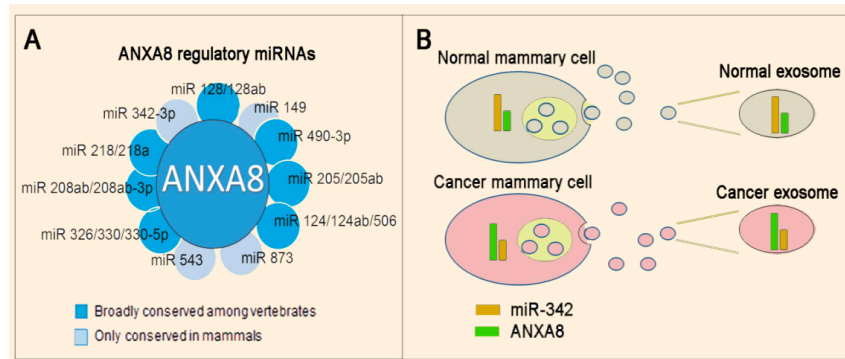 A
ANXA8 regulatory miRNAs
miR 128/128ab
miR 342-3p
miR 149
miR 218/218a
miR 490-3p
miR 208ab/208ab-3p
ANXA8
miR 205/205ab
miR 326/330/330-5p
miR 124/124ab/506
miR 543
miR 873
Broadly conserved among vertebrates
Only conserved in mammals
B
Normal mammary cell
Normal exosome
Cancer mammary cell
Cancer exosome
miR-342
ANXA8